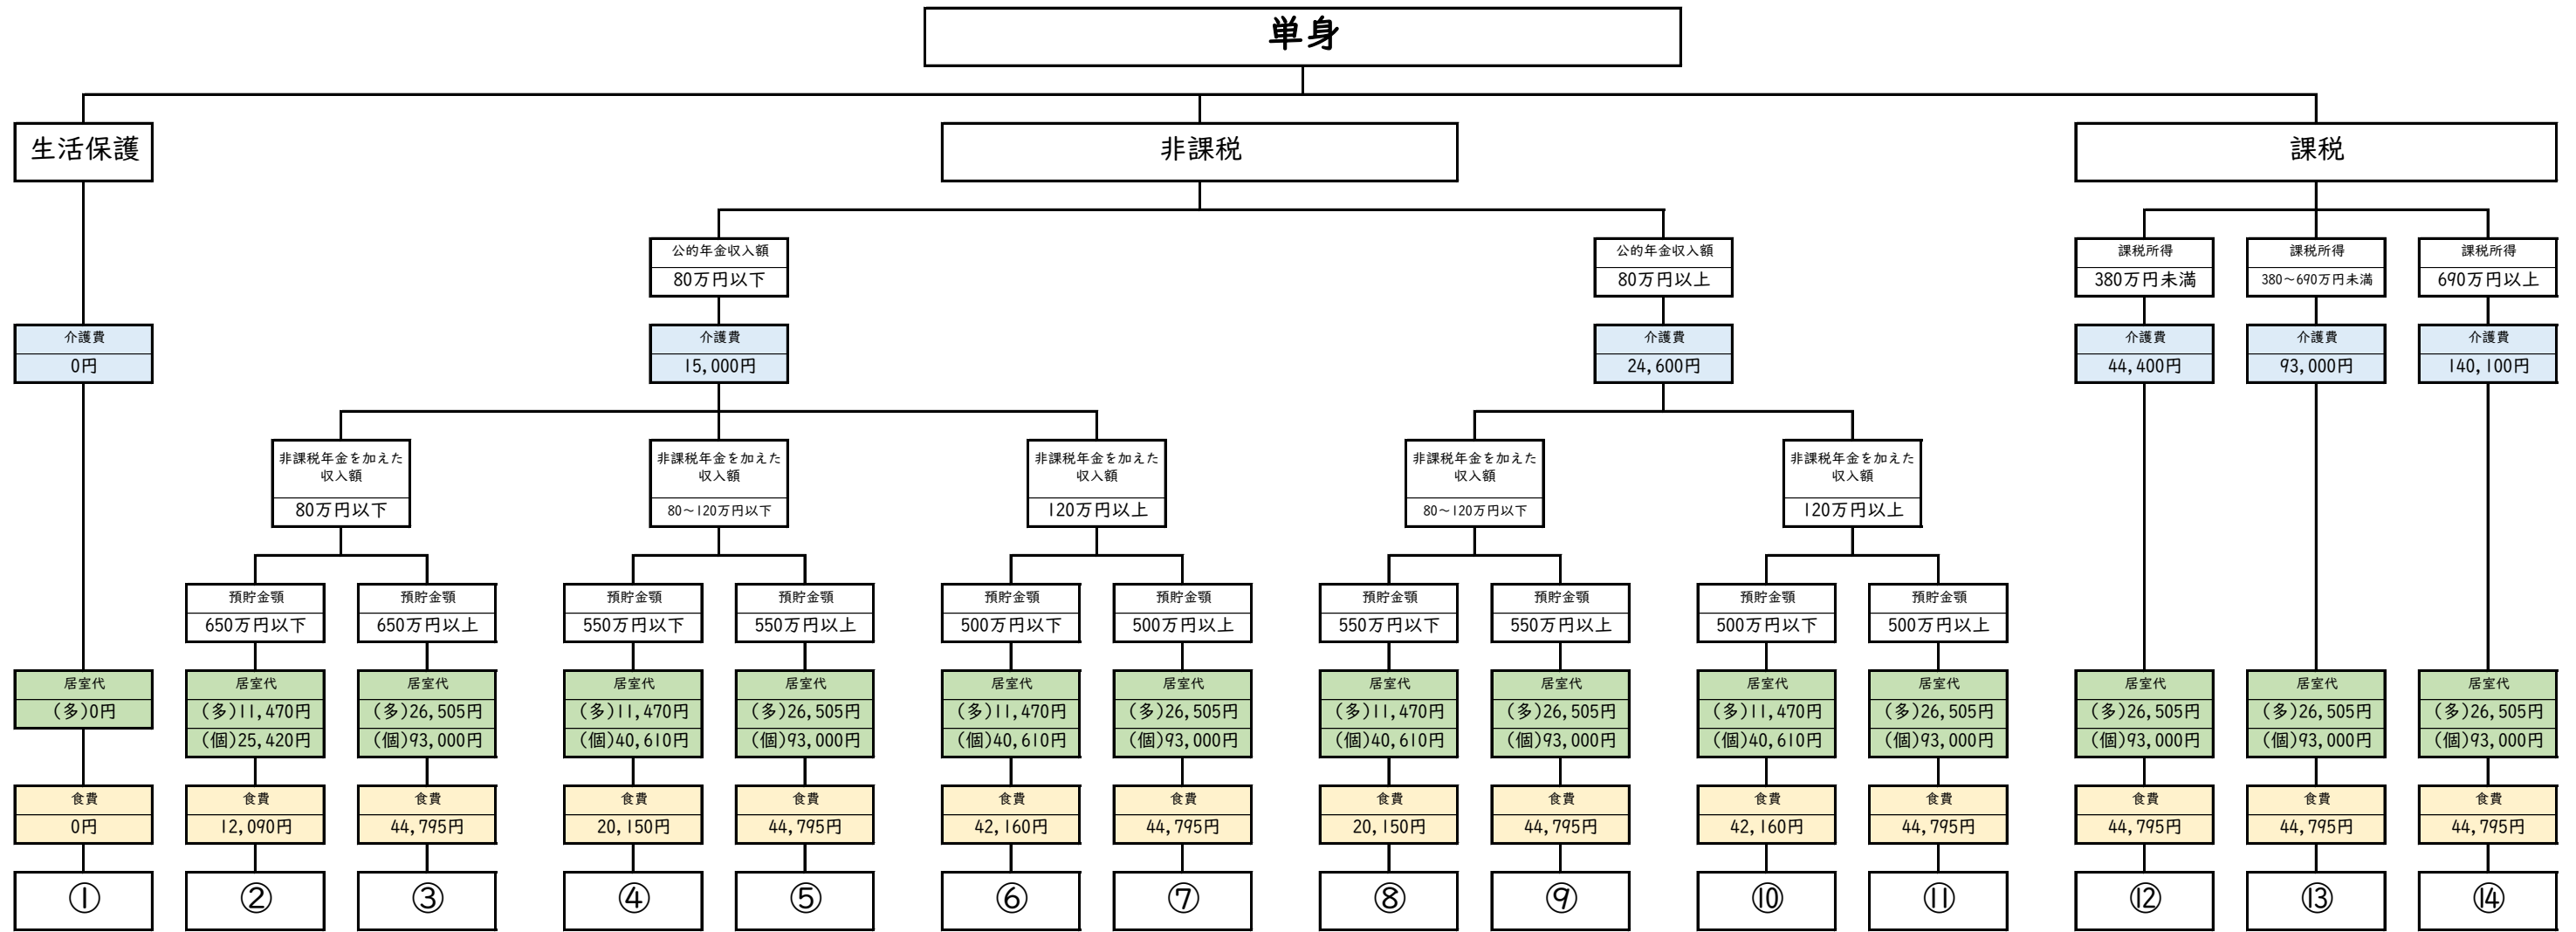 単身
生活保護
非課税
課税
公的年金収入額
80万円以下
公的年金収入額
80万円以上
課税所得
380万円未満
課税所得
380～690万円未満
課税所得
690万円以上
介護費
0円
介護費
15,000円
介護費
24,600円
介護費
44,400円
介護費
93,000円
介護費
140,100円
非課税年金を加えた
収入額
80万円以下
非課税年金を加えた
収入額
80～120万円以下
非課税年金を加えた
収入額
120万円以上
非課税年金を加えた
収入額
80～120万円以下
非課税年金を加えた
収入額
120万円以上
預貯金顎
650万円以下
預貯金顎
650万円以上
預貯金顎
550万円以下
預貯金顎
550万円以上
預貯金顎
500万円以下
預貯金顎
500万円以上
預貯金顎
550万円以下
預貯金顎
550万円以上
預貯金顎
500万円以下
預貯金顎
500万円以上
居室代
(多)0円
居室代
(多)11,470円
(個)25,420円
居室代
(多)26,505円
(個)93,000円
居室代
(多)11,470円
(個)40,610円
居室代
(多)26,505円
(個)93,000円
居室代
(多)11,470円
(個)40,610円
居室代
(多)26,505円
(個)93,000円
居室代
(多)11,470円
(個)40,610円
居室代
(多)26,505円
(個)93,000円
居室代
(多)11,470円
(個)40,610円
居室代
(多)26,505円
(個)93,000円
居室代
(多)26,505円
(個)93,000円
居室代
(多)26,505円
(個)93,000円
居室代
(多)26,505円
(個)93,000円
食費
0円
食費
12,090円
食費
44,795円
食費
20,150円
食費
44,795円
食費
42,160円
食費
44,795円
食費
20,150円
食費
44,795円
食費
42,160円
食費
44,795円
食費
44,795円
食費
44,795円
食費
44,795円
①
②
③
④
⑤
⑥
⑦
⑧
⑨
⑩
⑪
⑫
⑬
⑭